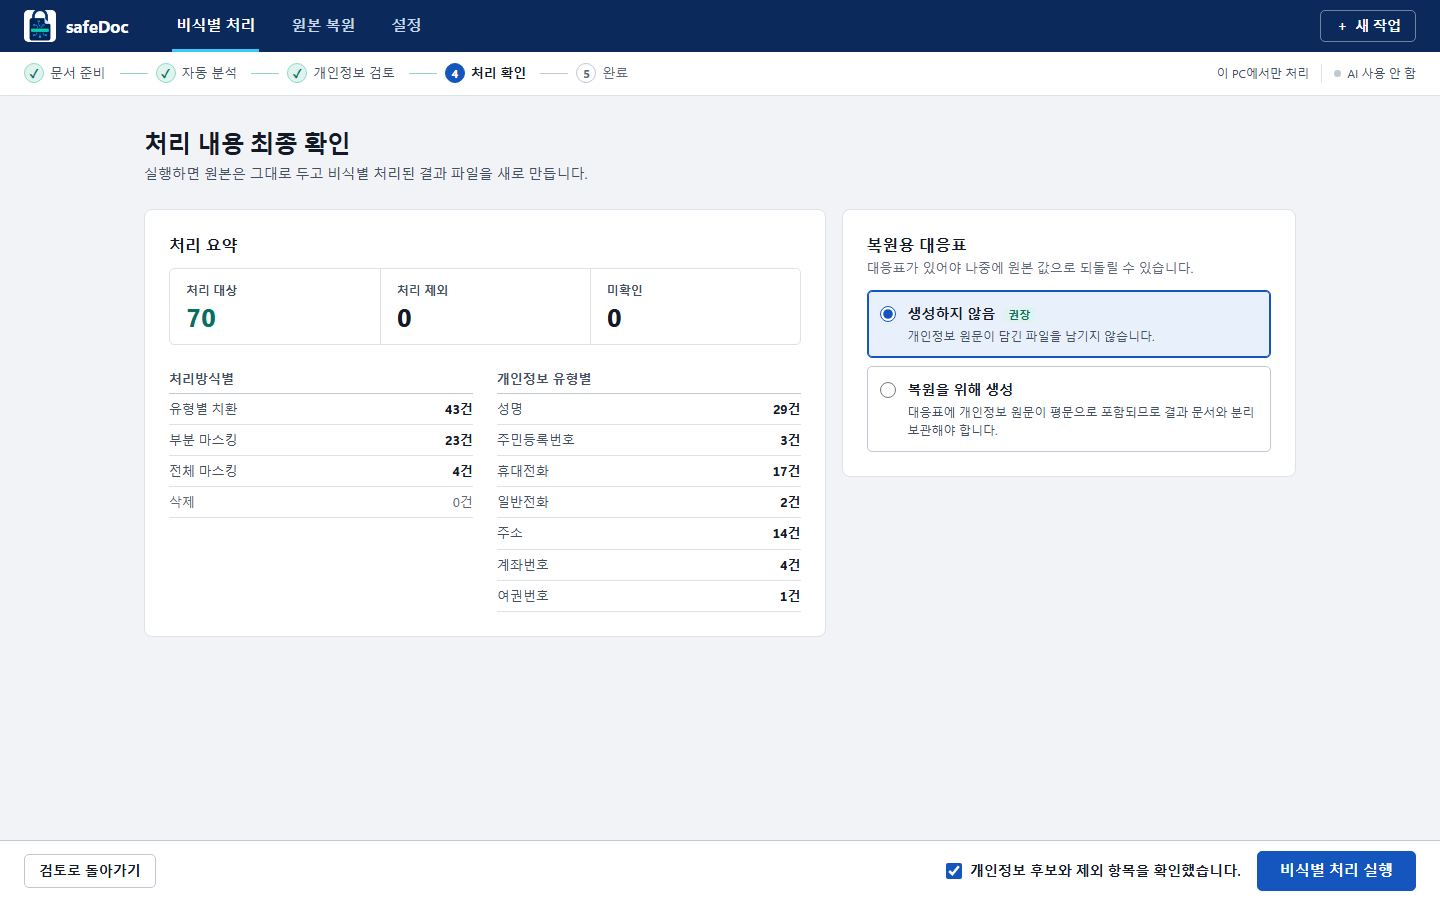 safeDoc
비식별 처리
원본 복원
설정
+ 새 작업
문서 준비
자동 분석
개인정보 검토
4 처리 확인
5 완료
이 PC에서만 처리
AI 사용 안 함
처리 내용 최종 확인
실행하면 원본은 그대로 두고 비식별 처리된 결과 파일을 새로 만듭니다.
처리 요약
처리 대상
70
처리 제외
0
미확인
0
처리방식별
유형별 치환 43건
부분 마스킹 23건
전체 마스킹 4건
삭제 0건
개인정보 유형별
성명 29건
주민등록번호 3건
휴대전화 17건
일반전화 2건
주소 14건
계좌번호 4건
여권번호 1건
복원용 대응표
대응표가 있어야 나중에 원본 값으로 되돌릴 수 있습니다.
생성하지 않음 권장
개인정보 원문이 담긴 파일을 남기지 않습니다.
복원을 위해 생성
대응표에 개인정보 원문이 평문으로 포함되므로 결과 문서와 분리
보관해야 합니다.
검토로 돌아가기
개인정보 후보와 제외 항목을 확인했습니다.
비식별 처리 실행